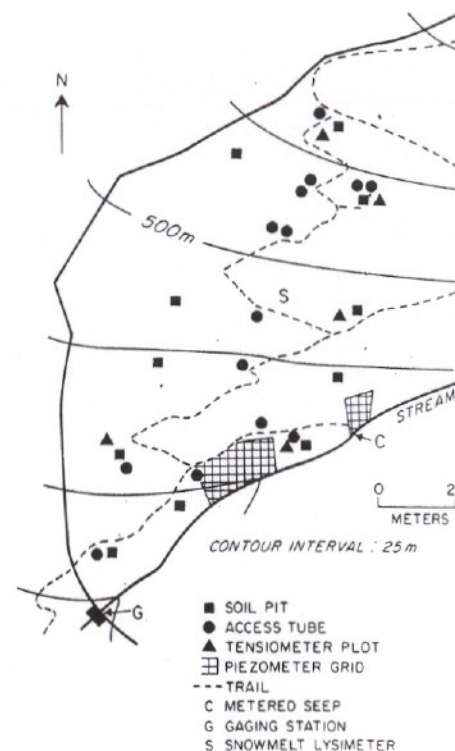 N
500m
S
STREAM
C
0 2
METERS
CONTOUR INTERVAL : 25m
G
SOIL PIT
ACCESS TUBE
TENSIOMETER PLOT
PIEZOMETER GRID
TRAIL
C METERED SEEP
G GAGING STATION
S SNOWMELT LYSIMETER